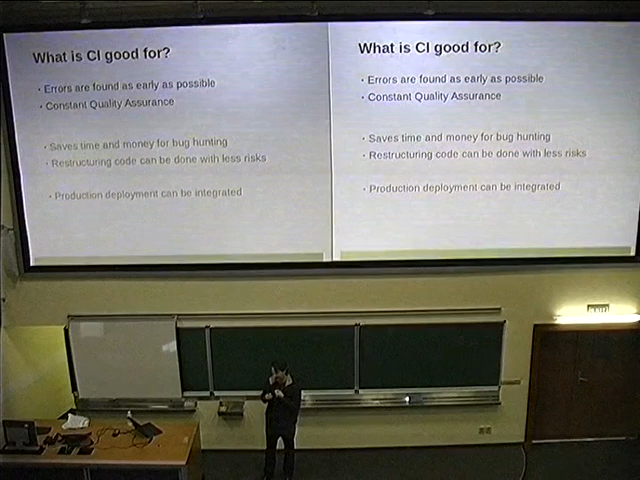 What is CI good for?
· Errors are found as early as possible
· Constant Quality Assurance
· Saves time and money for bug hunting
· Restructuring code can be done with less risks
· Production deployment can be integrated
What is CI good for?
· Errors are found as early as possible
· Constant Quality Assurance
· Saves time and money for bug hunting
· Restructuring code can be done with less risks
· Production deployment can be integrated